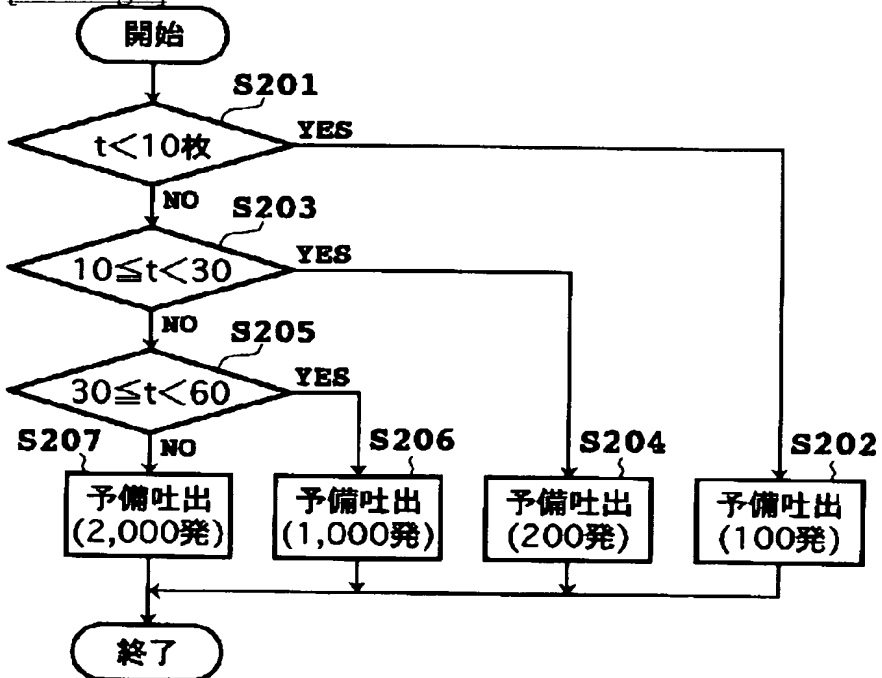 開始
S201
t＜10枚
YES
NO
S203
10≦t＜30
YES
NO
S205
30≦t＜60
YES
NO
S207
S206
S204
S202
予備吐出
(2,000発)
予備吐出
(1,000発)
予備吐出
(200発)
予備吐出
(100発)
終了